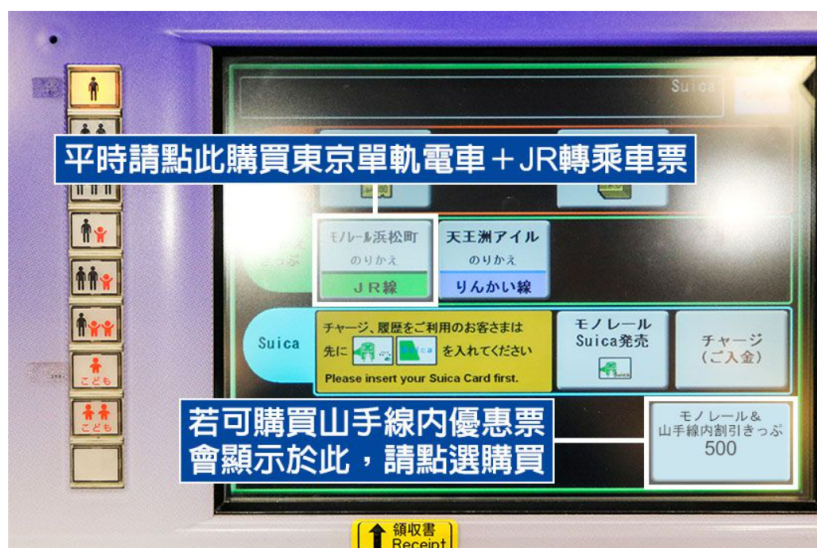 Suica
平時請點此購買東京單軌電車＋JR轉乘車票
モノレール浜松町
のりかえ
JR線
天王洲アイル
のりかえ
りんかい線
Suica
チャージ、履歴をご利用のお客さまは
先に を入れてください
Please insert your Suica Card first.
モノレール
Suica発売
チャージ
(ご入金)
こども
こども
若可購買山手線內優惠票
會顯示於此，請點選購買
モノレール&
山手線内割引きっぷ
500
領収書
Receipt